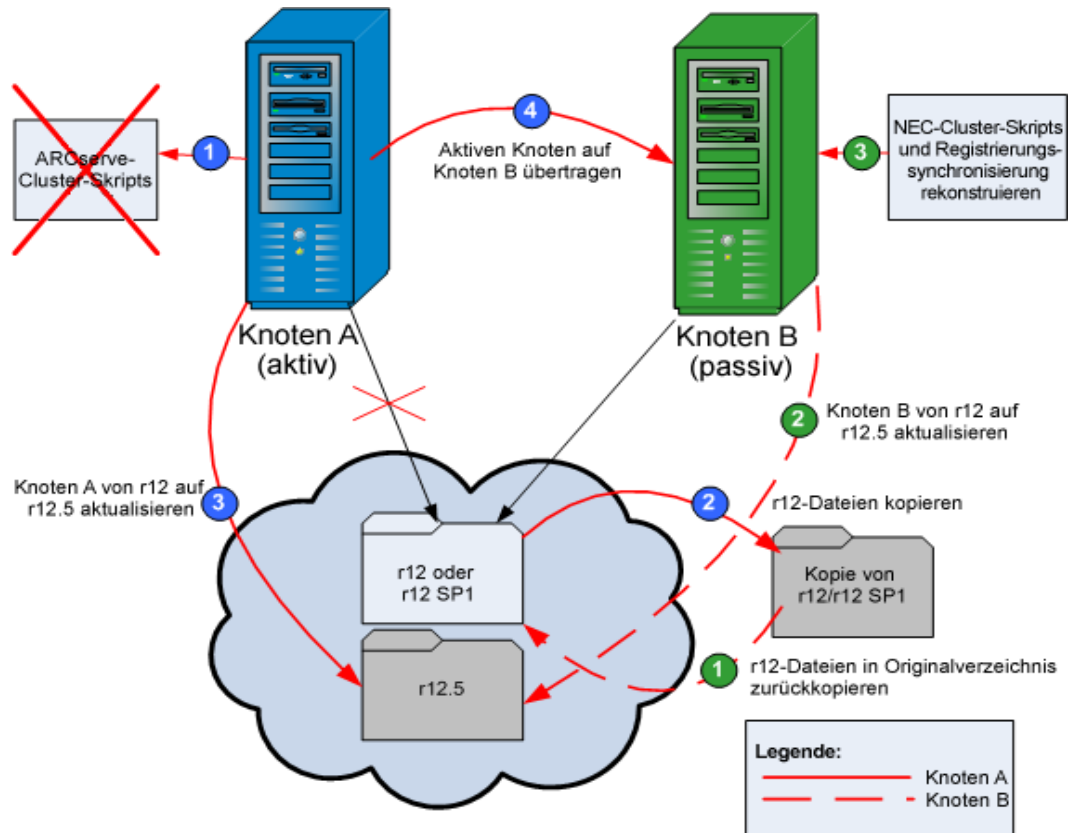 1
ARCserve-
Cluster-Skripts
4
Aktiven Knoten auf
Knoten B übertragen
3
NEC-Cluster-Skripts
und Registrierungs-
synchronisierung
rekonstruieren
Knoten A
(aktiv)
Knoten B
(passiv)
2
Knoten B von r12 auf
r12.5 aktualisieren
Knoten A von r12 auf
r12.5 aktualisieren
3
2
r12-Dateien kopieren
r12 oder
r12 SP1
Kopie von
r12/r12 SP1
1
r12-Dateien in Originalverzeichnis
zurückkopieren
r12.5
Legende:
Knoten A
Knoten B